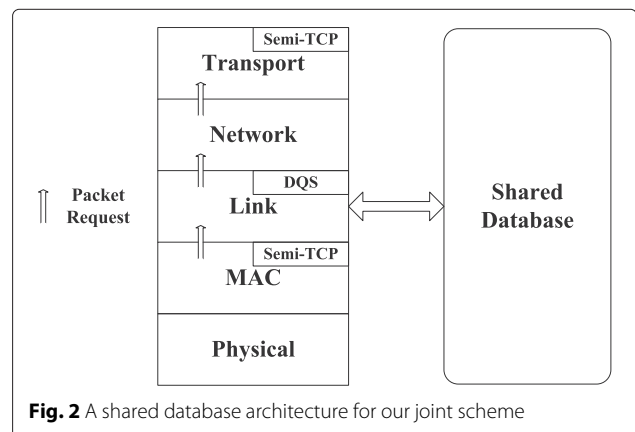 Semi-TCP
Transport
Network
DQS
Link
Semi-TCP
MAC
Physical
Packet
Request
Shared
Database
Fig. 2 A shared database architecture for our joint scheme